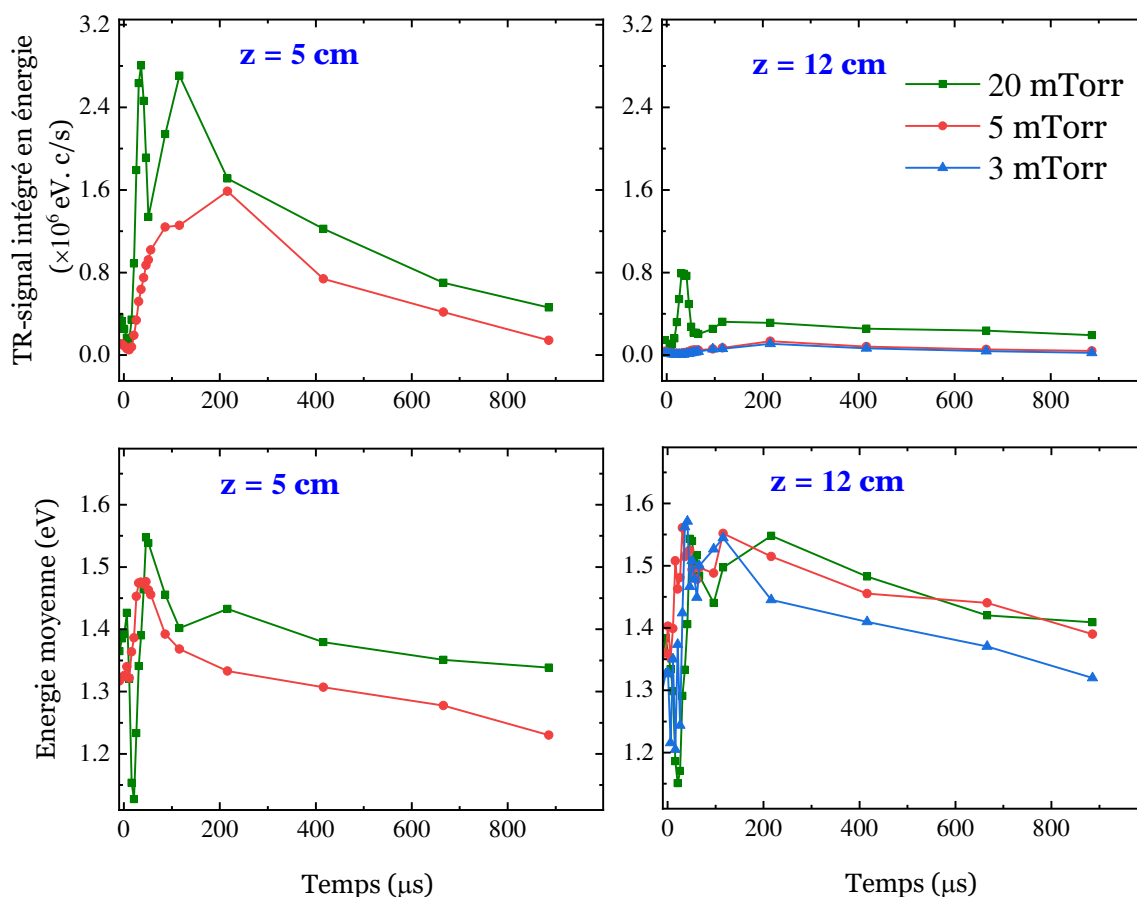 TR-signal intégré en énergie
(×10⁶ eV. c/s)
3.2
2.4
1.6
0.8
0.0
z = 5 cm
0 200 400 600 800
3.2
2.4
1.6
0.8
0.0
z = 12 cm
20 mTorr
5 mTorr
3 mTorr
0 200 400 600 800
Energie moyenne (eV)
1.6
1.5
1.4
1.3
1.2
z = 5 cm
0 200 400 600 800
Temps (μs)
1.6
1.5
1.4
1.3
1.2
z = 12 cm
0 200 400 600 800
Temps (μs)